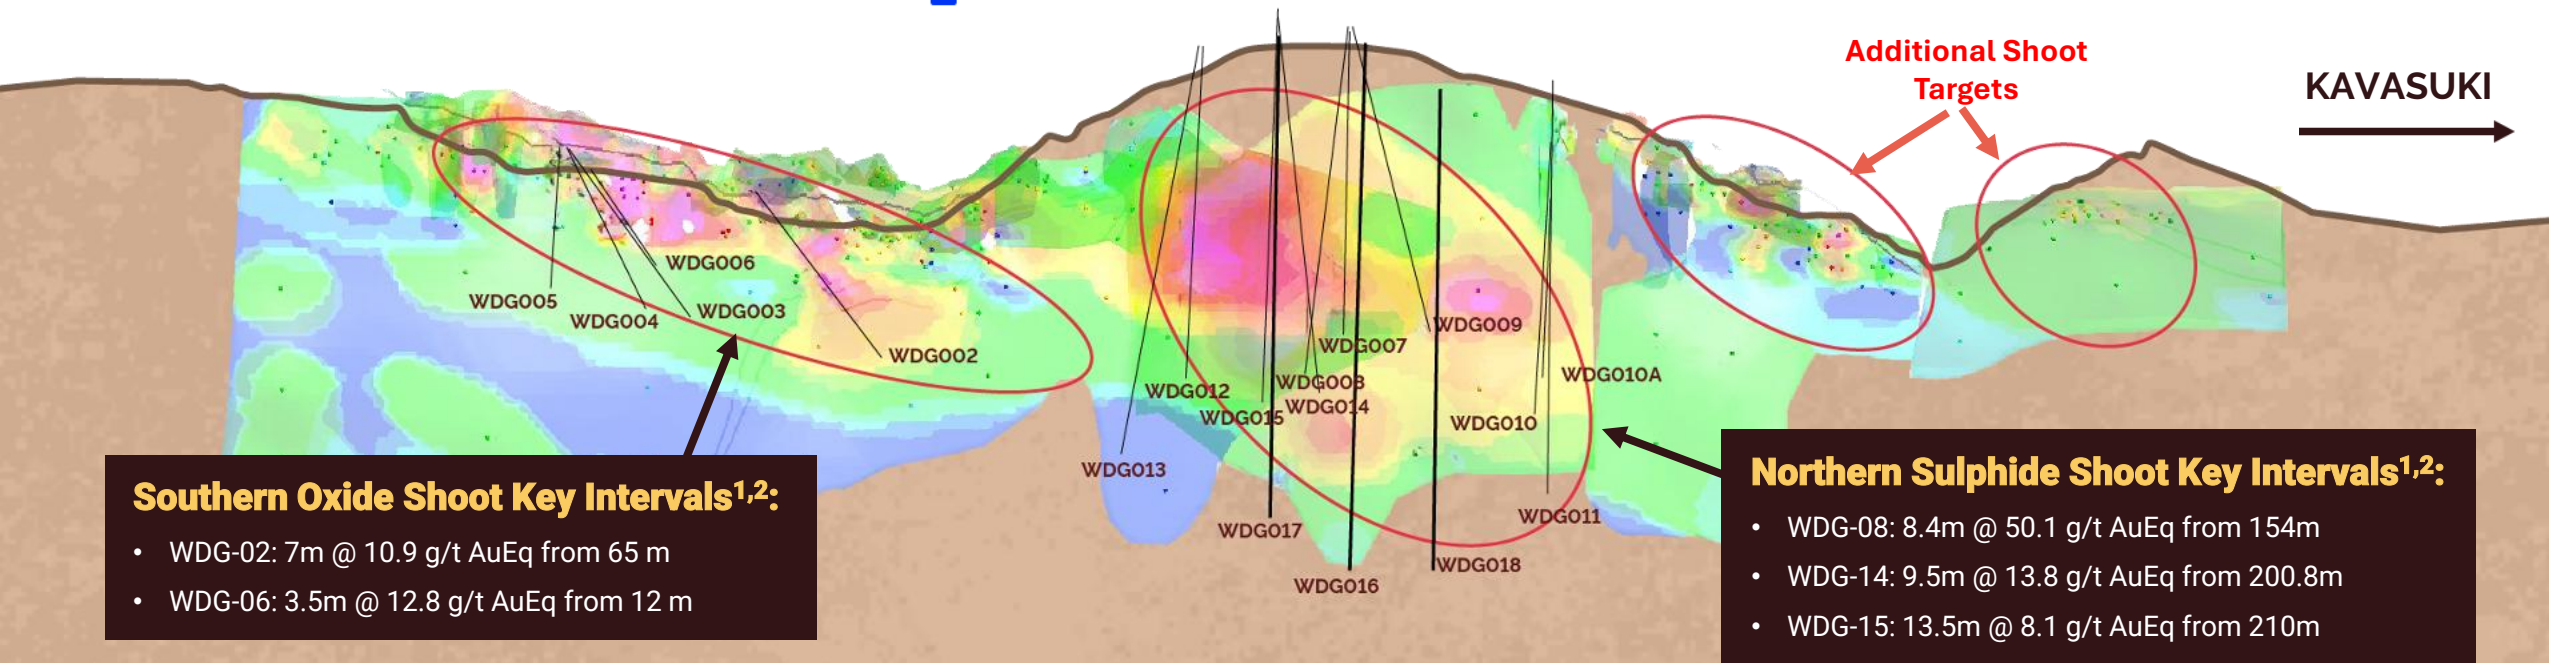 Additional Shoot
Targets
KAVASUKI
WDG006
WDG005
WDG004
WDG003
WDG002
WDG009
WDG007
WDG008
WDG012
WDG014
WDG015
WDG010A
WDG010
WDG013
WDG011
WDG017
WDG018
WDG016
Southern Oxide Shoot Key Intervals1,2:
• WDG-02: 7m @ 10.9 g/t AuEq from 65 m
• WDG-06: 3.5m @ 12.8 g/t AuEq from 12 m
Northern Sulphide Shoot Key Intervals1,2:
• WDG-08: 8.4m @ 50.1 g/t AuEq from 154m
• WDG-14: 9.5m @ 13.8 g/t AuEq from 200.8m
• WDG-15: 13.5m @ 8.1 g/t AuEq from 210m